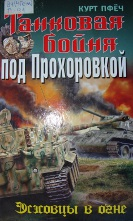 КУРТ ПФЁЧ
Танковая
бойня
под Прохоровкой
Эсэсовцы в огне